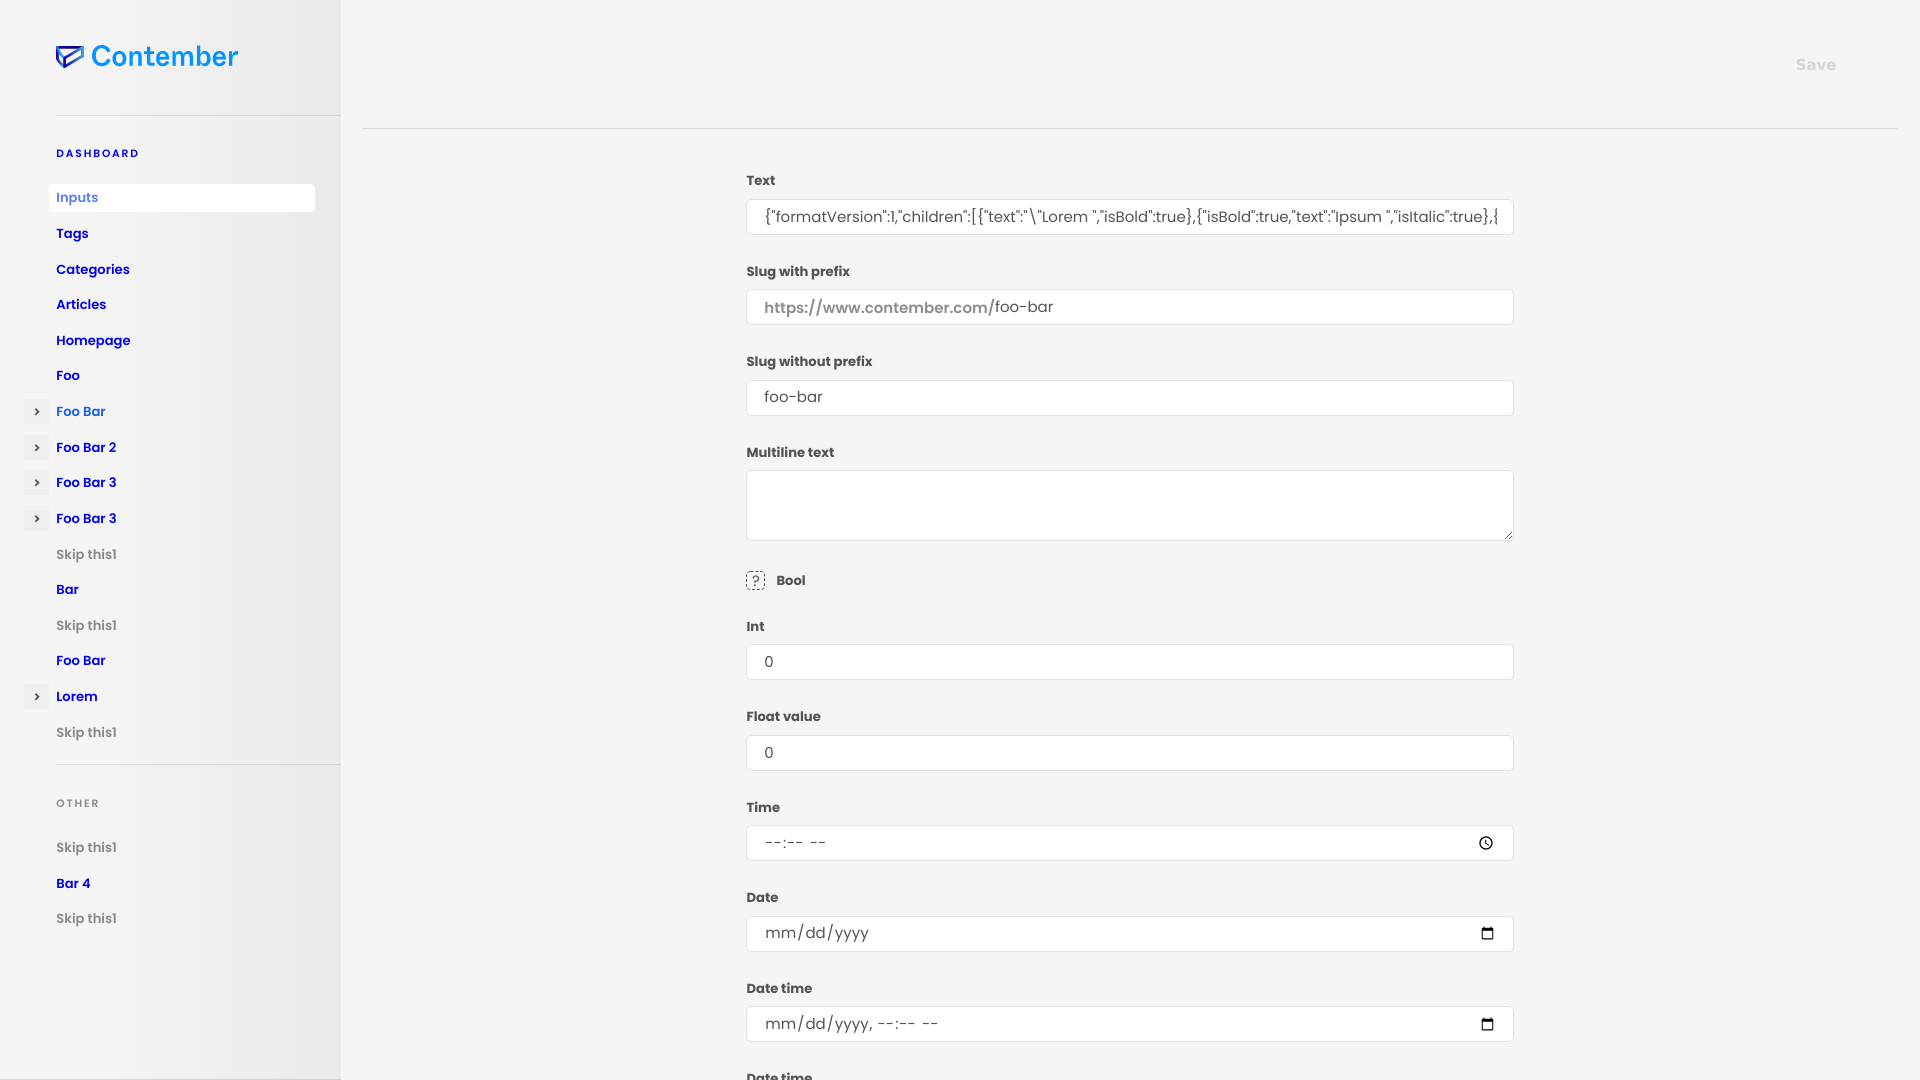 Contember
DASHBOARD
Inputs
Tags
Categories
Articles
Homepage
Foo
Foo Bar
Foo Bar 2
Foo Bar 3
Foo Bar 3
Skip this1
Bar
Skip this1
Foo Bar
Lorem
Skip this1
OTHER
Skip this1
Bar 4
Skip this1
Save
Text
{"formatVersion":1,"children":[{"text":"\"Lorem ","isBold":true},{"isBold":true,"text":"Ipsum ","isItalic":true},{
Slug with prefix
https://www.contember.com/foo-bar
Slug without prefix
foo-bar
Multiline text
? Bool
Int
0
Float value
0
Time
--:-- --
Date
mm/dd/yyyy
Date time
mm/dd/yyyy, --:-- --
Date time